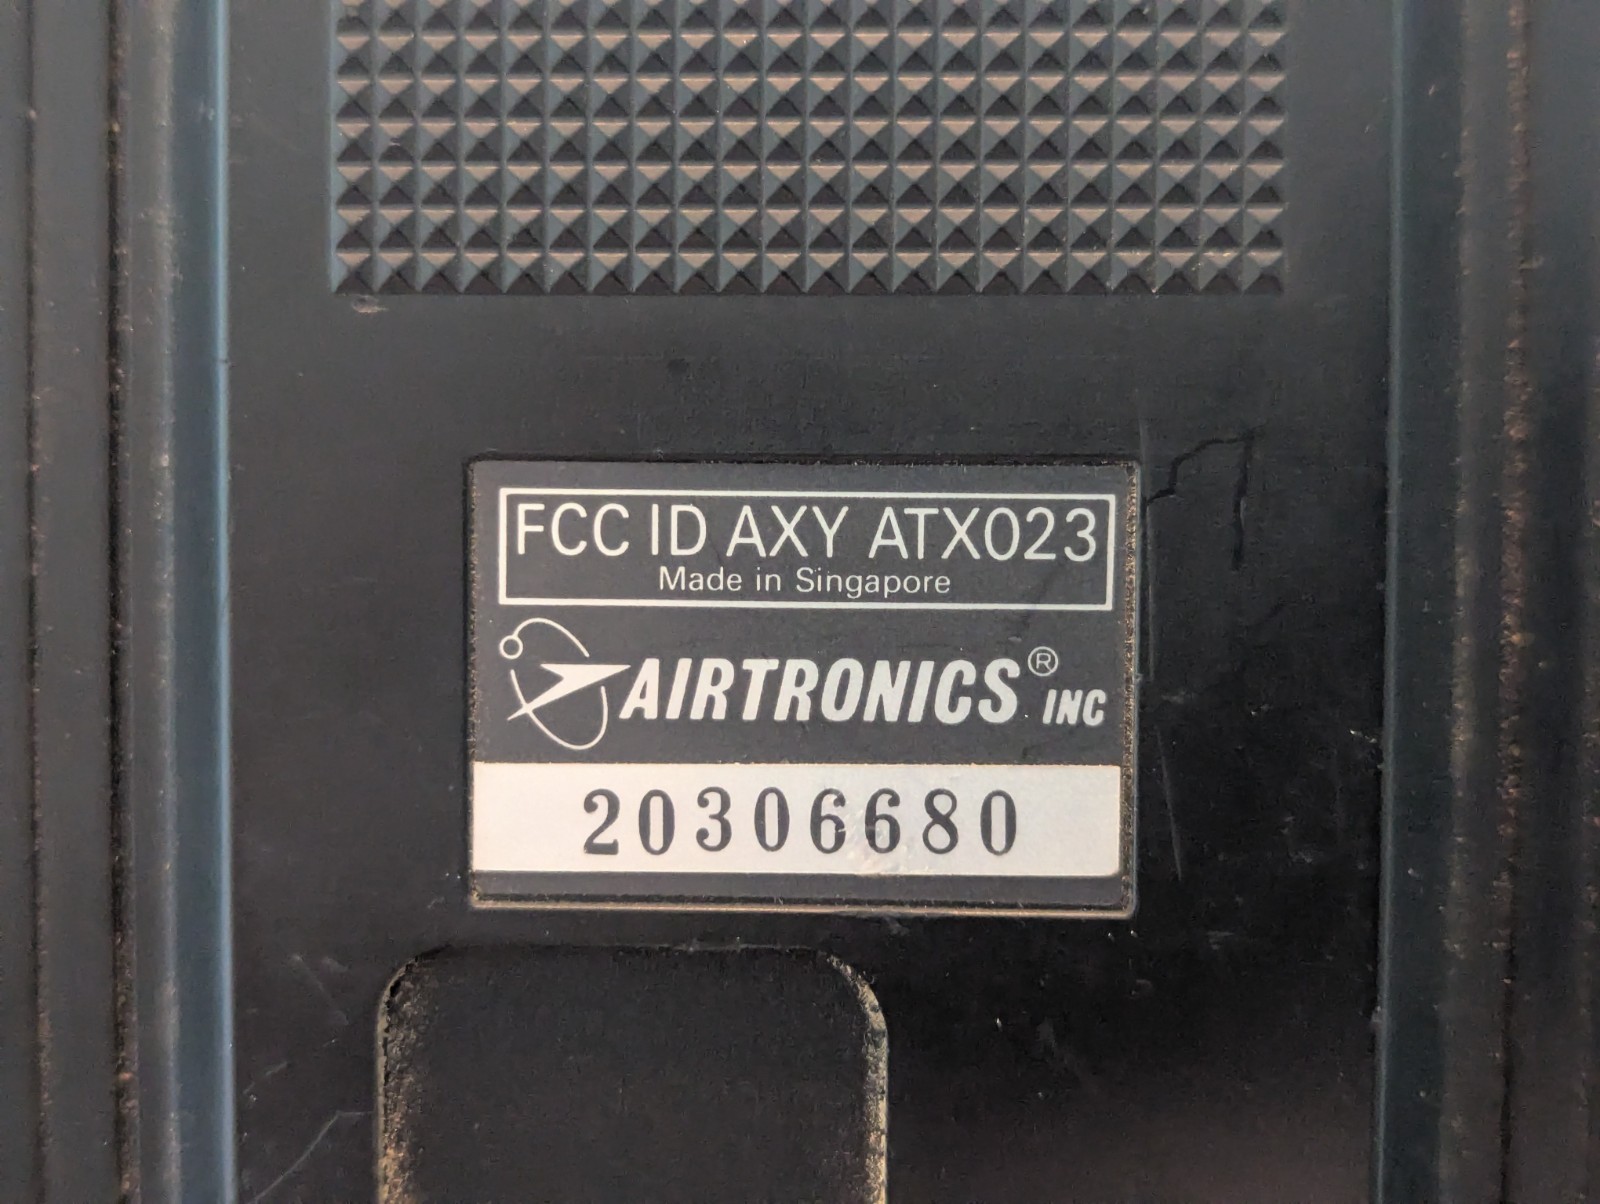 FCC ID AXY ATX023
Made in Singapore
AIRTRONICS® INC
20306680